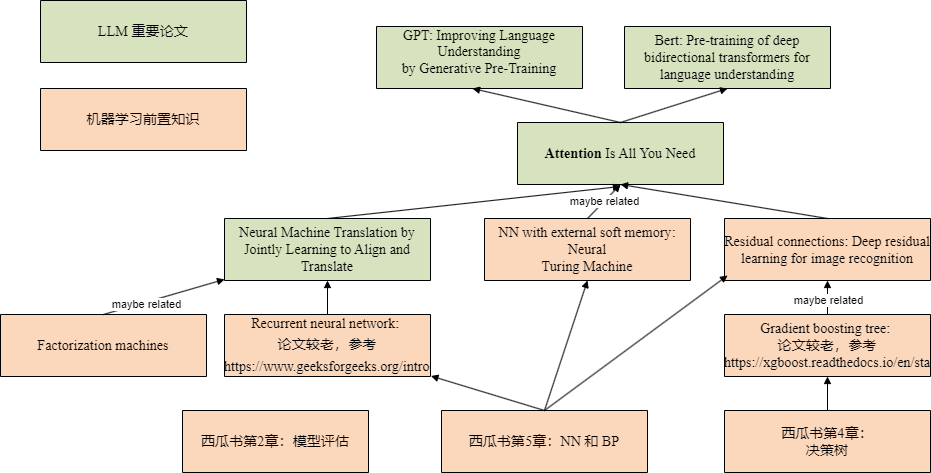 LLM 重要论文
GPT: Improving Language
Understanding
by Generative Pre-Training
Bert: Pre-training of deep
bidirectional transformers for
language understanding
机器学习前置知识
Attention Is All You Need
maybe related
Neural Machine Translation by
Jointly Learning to Align and
Translate
NN with external soft memory:
Neural
Turing Machine
Residual connections: Deep residual
learning for image recognition
maybe related
maybe related
Factorization machines
Recurrent neural network:
论文较老，参考
https://www.geeksforgeeks.org/intro
Gradient boosting tree:
论文较老，参考
https://xgboost.readthedocs.io/en/sta
西瓜书第2章：模型评估
西瓜书第5章：NN 和 BP
西瓜书第4章：
决策树